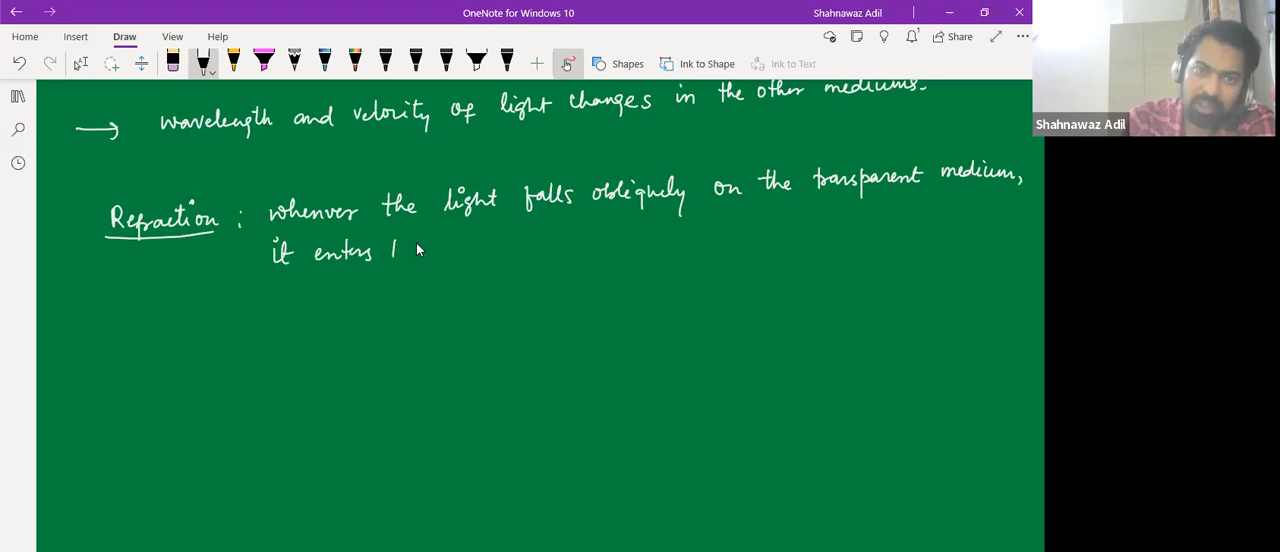 OneNote for Windows 10
Shahnawaz Adil
Home Insert Draw View Help
Share
Shapes Ink to Shape Ink to Text
→ wavelength and velocity of light changes in the other mediums.
Shahnawaz Adil
Refraction : whenver the light falls obliquely on the transparent medium,
it enters